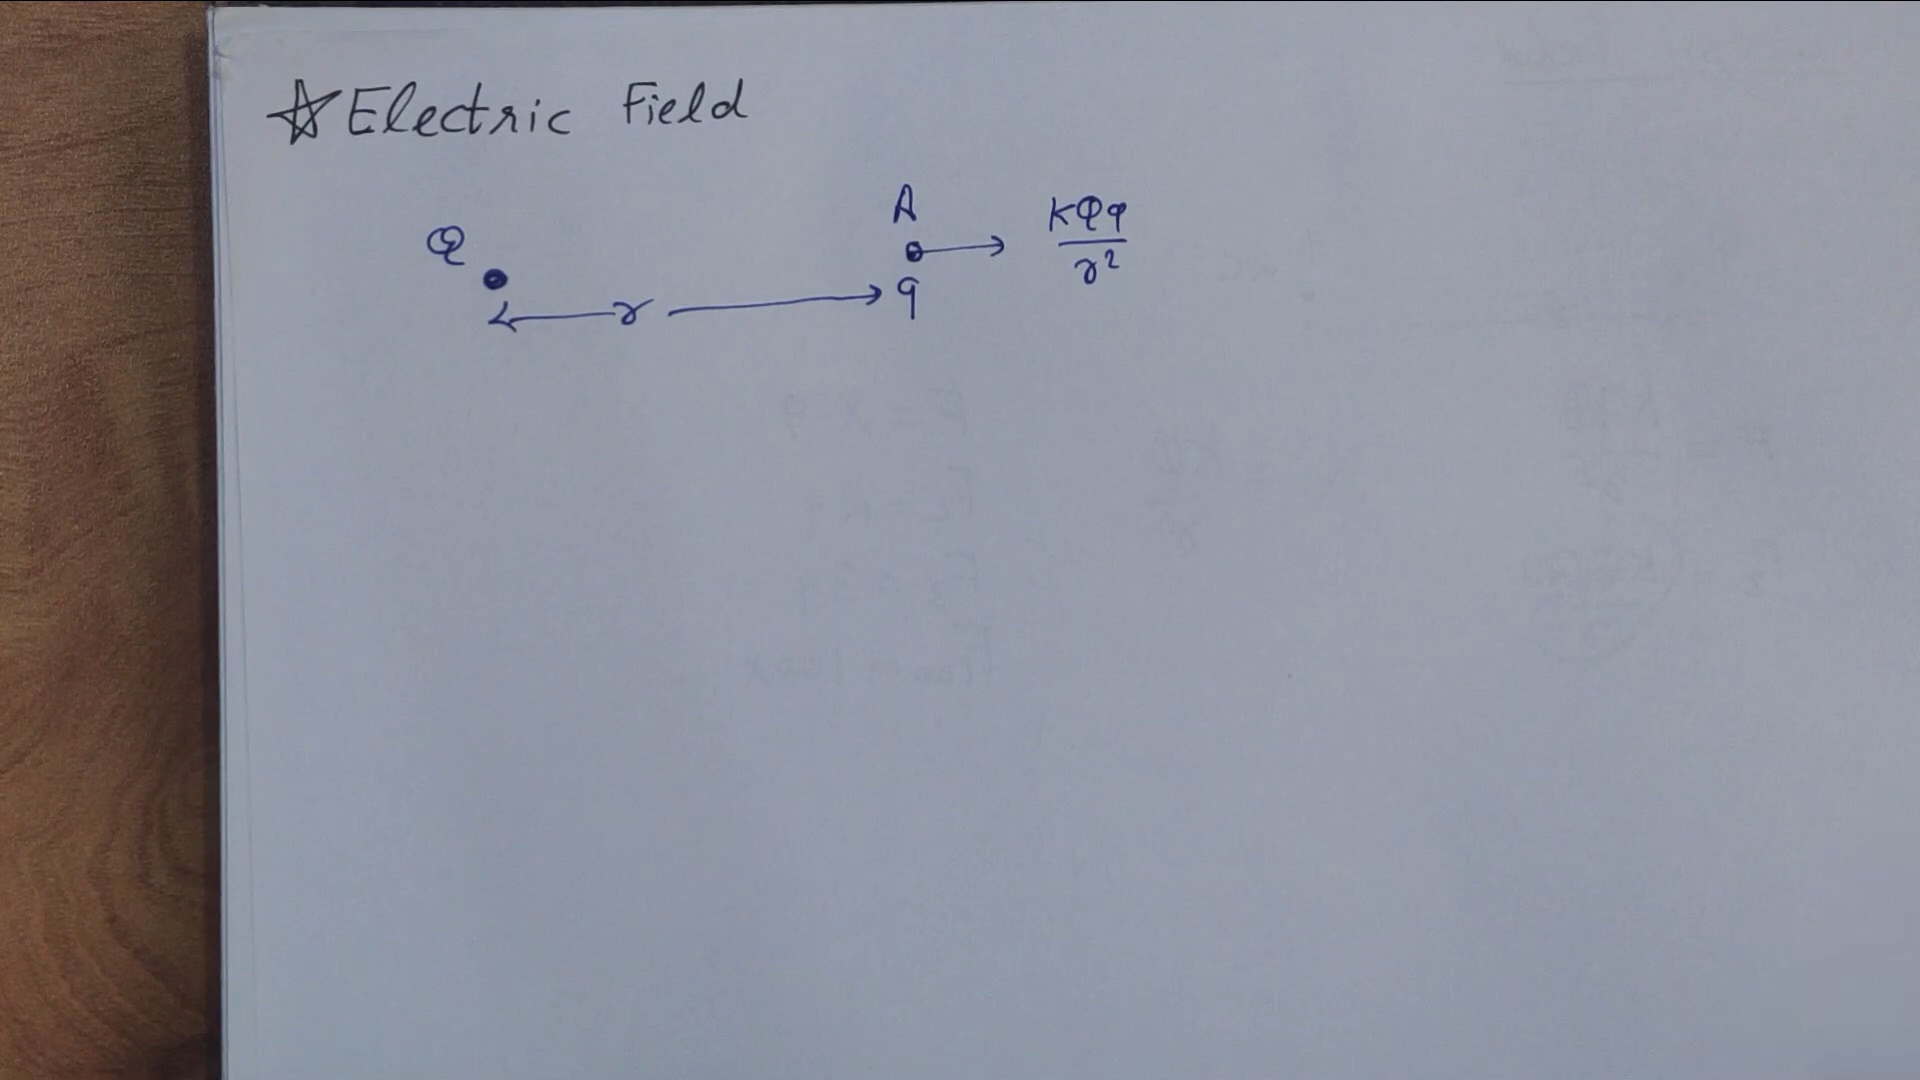 ☆ Electric Field
Q
A
q
r
KQq
r²